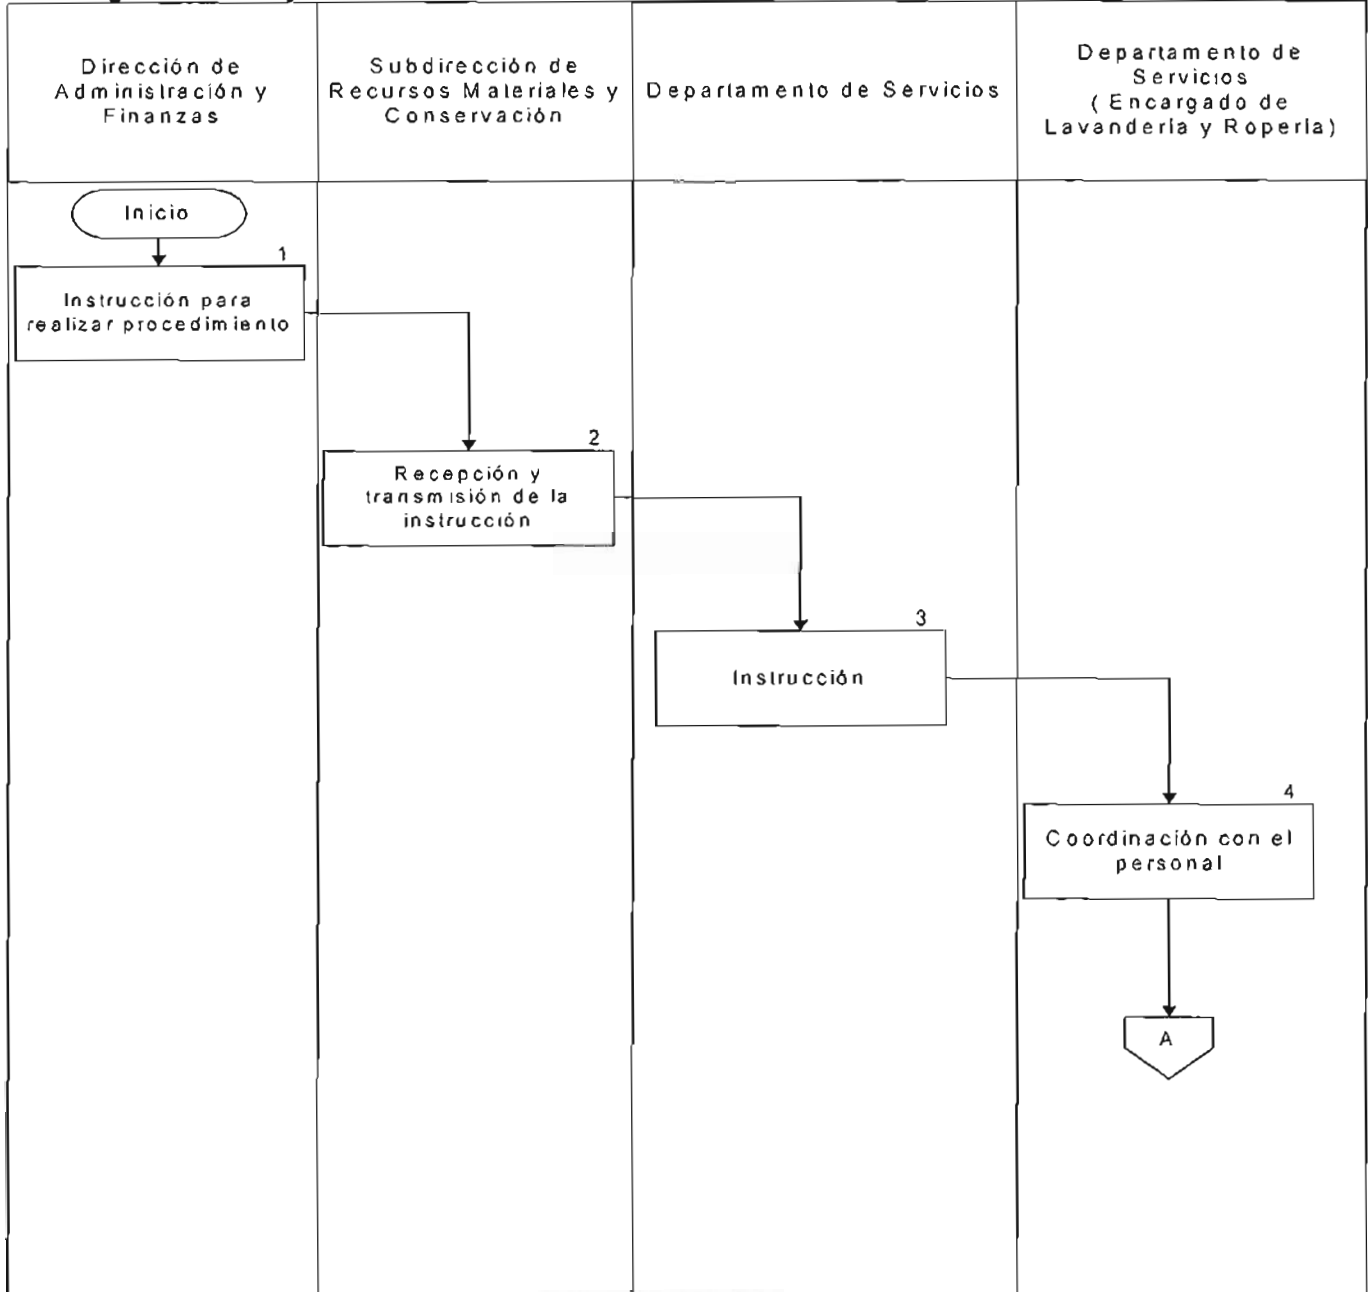 Dirección de
Administración y
Finanzas
Subdirección de
Recursos Materiales y
Conservación
Departamento de Servicios
Departamento de
Servicios
( Encargado de
Lavandería y Ropería)
Inicio
1
Instrucción para
realizar procedimiento
2
Recepción y
transmisión de la
instrucción
3
Instrucción
4
Coordinación con el
personal
A